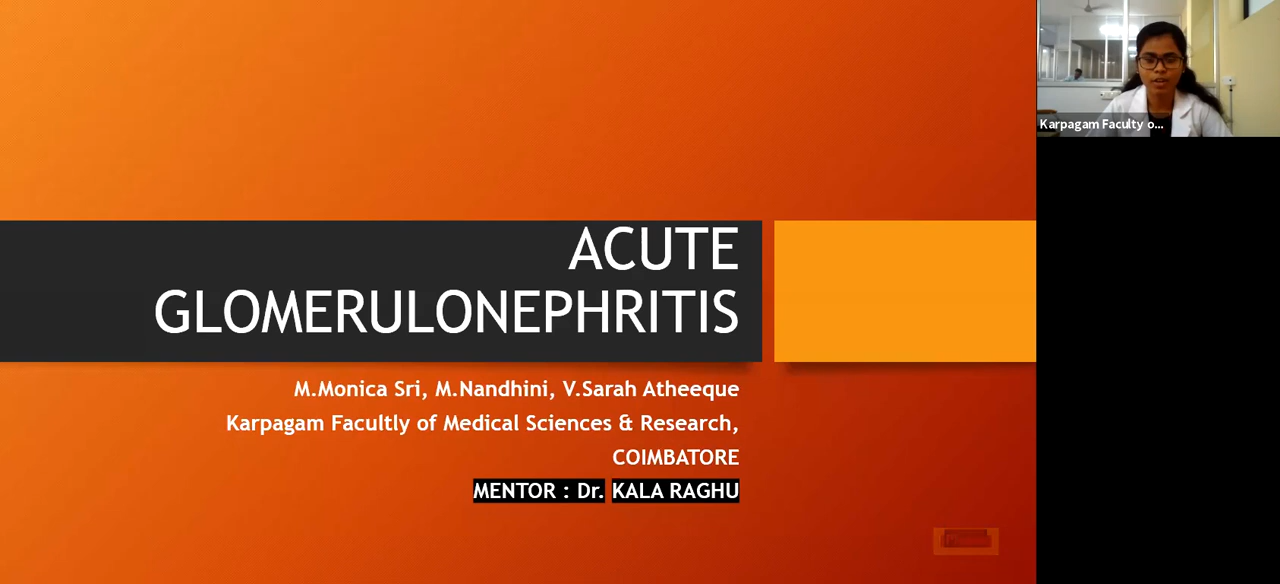 ACUTE
GLOMERULONEPHRITIS
M.Monica Sri, M.Nandhini, V.Sarah Atheeque
Karpagam Facultly of Medical Sciences & Research,
COIMBATORE
MENTOR : Dr. KALA RAGHU
Karpagam Faculty o...